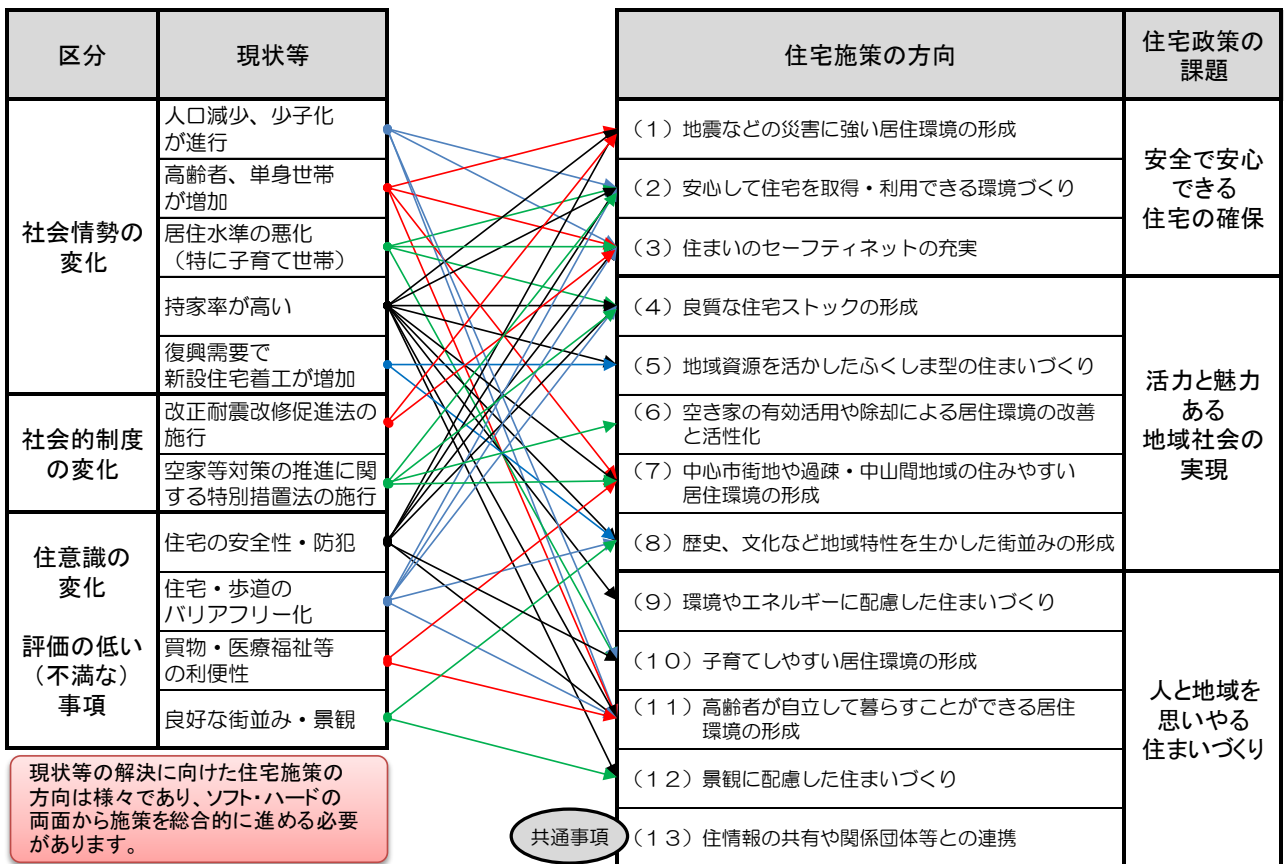 区分
現状等
社会情勢の
変化
人口減少、少子化
が進行
高齢者、単身世帯
が増加
居住水準の悪化
（特に子育て世帯）
持家率が高い
復興需要で
新設住宅着工が増加
社会的制度
の変化
改正耐震改修促進法の
施行
空家等対策の推進に関
する特別措置法の施行
住意識の
変化
評価の低い
（不満な）
事項
住宅の安全性・防犯
住宅・歩道の
バリアフリー化
買物・医療福祉等
の利便性
良好な街並み・景観
現状等の解決に向けた住宅施策の
方向は様々であり、ソフト・ハードの
両面から施策を総合的に進める必要
があります。
住宅施策の方向
住宅政策の
課題
（１）地震などの災害に強い居住環境の形成
（２）安心して住宅を取得・利用できる環境づくり
（３）住まいのセーフティネットの充実
安全で安心
できる
住宅の確保
（４）良質な住宅ストックの形成
（５）地域資源を活かしたふくしま型の住まいづくり
（６）空き家の有効活用や除却による居住環境の改善
と活性化
（７）中心市街地や過疎・中山間地域の住みやすい
居住環境の形成
（８）歴史、文化など地域特性を生かした街並みの形成
活力と魅力
ある
地域社会の
実現
（９）環境やエネルギーに配慮した住まいづくり
（１０）子育てしやすい居住環境の形成
（１１）高齢者が自立して暮らすことができる居住
環境の形成
（１２）景観に配慮した住まいづくり
共通事項
（１３）住情報の共有や関係団体等との連携
人と地域を
思いやる
住まいづくり